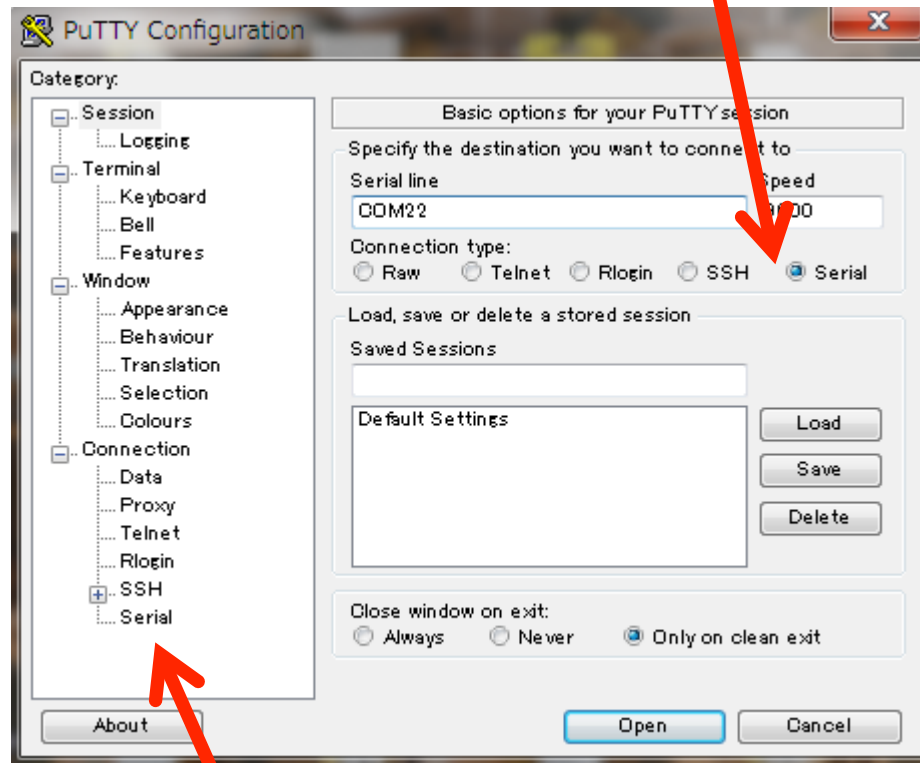 PuTTY Configuration
Category:
Session
Logging
Terminal
Keyboard
Bell
Features
Window
Appearance
Behaviour
Translation
Selection
Colours
Connection
Data
Proxy
Telnet
Rlogin
SSH
Serial
About
Basic options for your PuTTY session
Specify the destination you want to connect to
Serial line
Speed
COM22
Connection type:
Raw Telnet Rlogin SSH Serial
Load, save or delete a stored session
Saved Sessions
Default Settings
Load
Save
Delete
Close window on exit:
Always Never Only on clean exit
Open Cancel